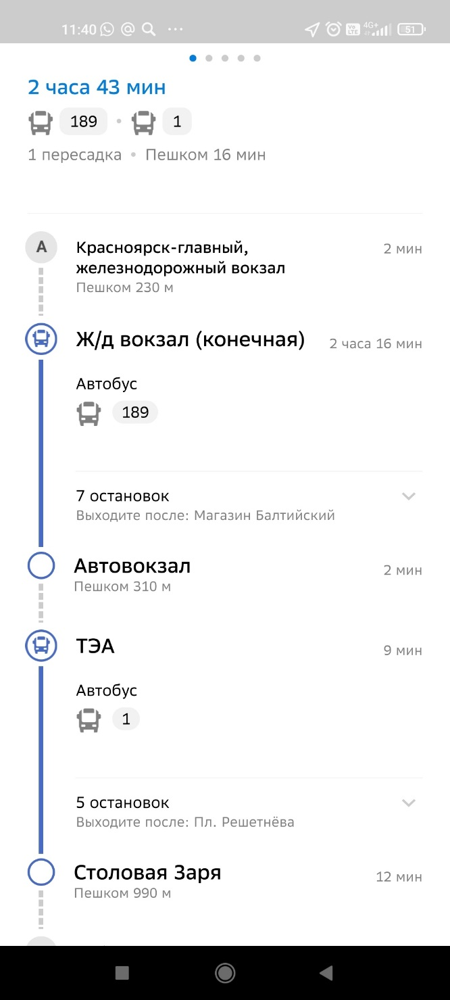 11:40
Vo LTE 4G+ 51
2 часа 43 мин
189 • 1
1 пересадка • Пешком 16 мин
A
Красноярск-главный, 2 мин
железнодорожный вокзал
Пешком 230 м
Ж/д вокзал (конечная) 2 часа 16 мин
Автобус
189
7 остановок
Выходите после: Магазин Балтийский
Автовокзал 2 мин
Пешком 310 м
ТЭА 9 мин
Автобус
1
5 остановок
Выходите после: Пл. Решетнёва
Столовая Заря 12 мин
Пешком 990 м